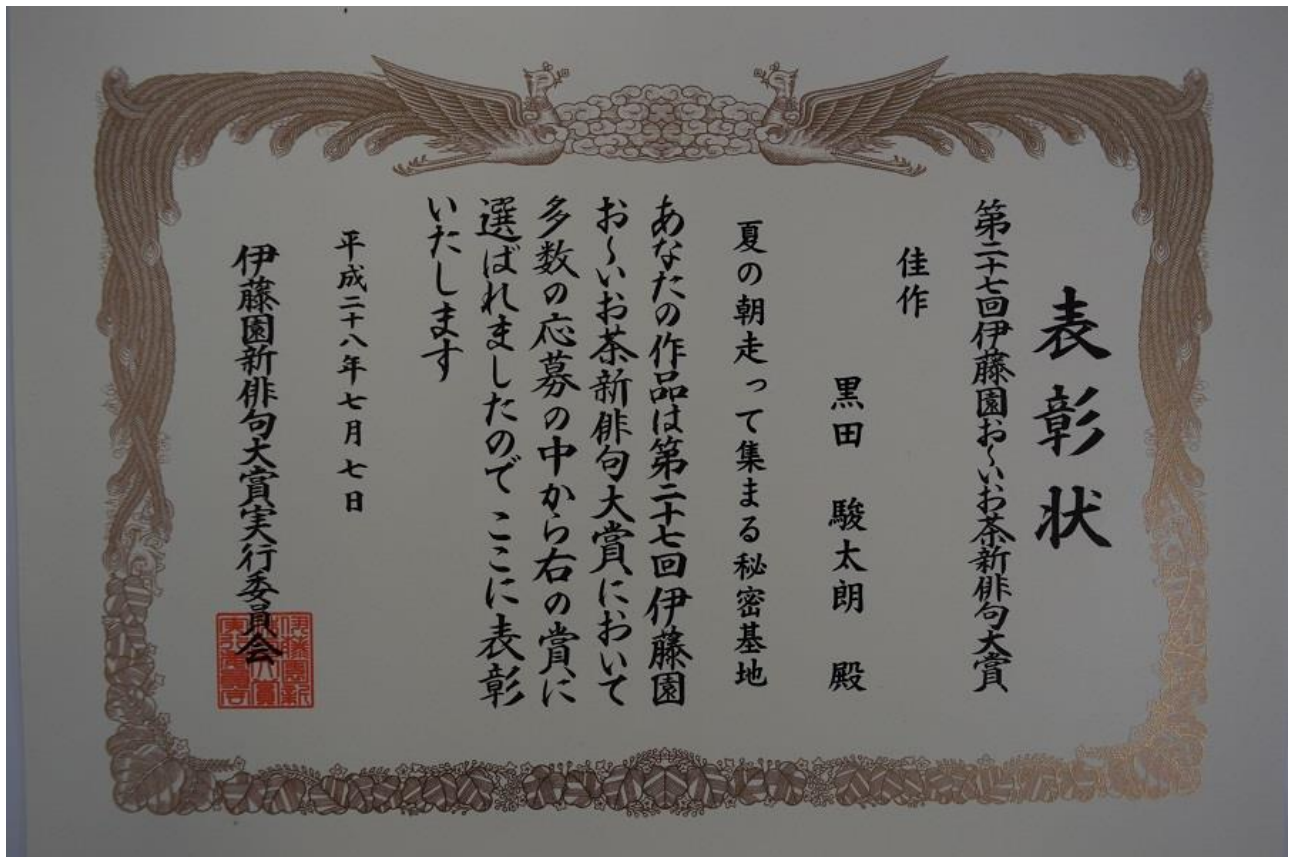 表彰状
第二十七回伊藤園お〜いお茶新俳句大賞
佳作
黒田 駿太朗 殿
夏の朝走って集まる秘密基地
あなたの作品は第二十七回伊藤園
お〜いお茶新俳句大賞において
多数の応募の中から右の賞に
選ばれましたのでここに表彰
いたします
平成二十八年七月七日
伊藤園新俳句大賞実行委員会